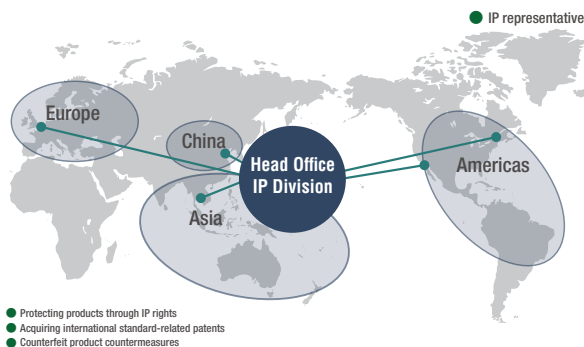 IP representative
Europe
China
Head Office
IP Division
Americas
Asia
Protecting products through IP rights
Acquiring international standard-related patents
Counterfeit product countermeasures